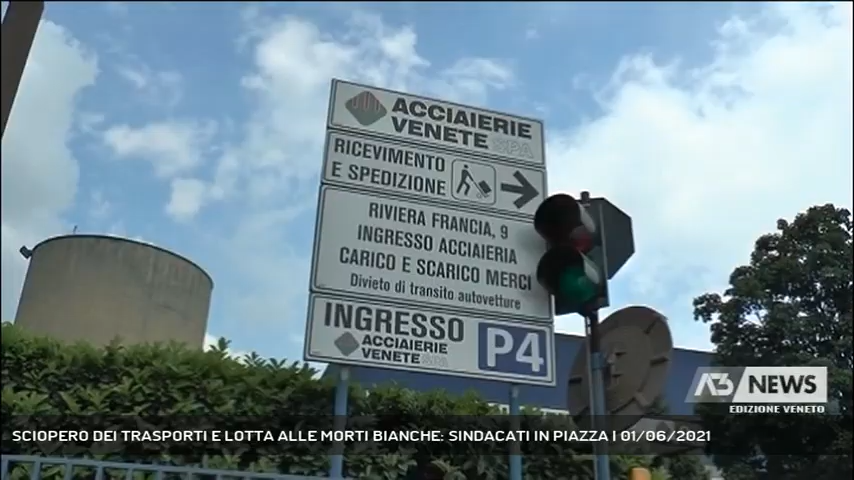 ACCIAIERIE
VENETE SPA
RICEVIMENTO
E SPEDIZIONE
RIVIERA FRANCIA, 9
INGRESSO ACCIAIERIA
CARICO E SCARICO MERCI
Divieto di transito autovetture
INGRESSO
ACCIAIERIE
VENETE SPA
P4
A3 NEWS
EDIZIONE VENETO
SCIOPERO DEI TRASPORTI E LOTTA ALLE MORTI BIANCHE: SINDACATI IN PIAZZA | 01/06/2021